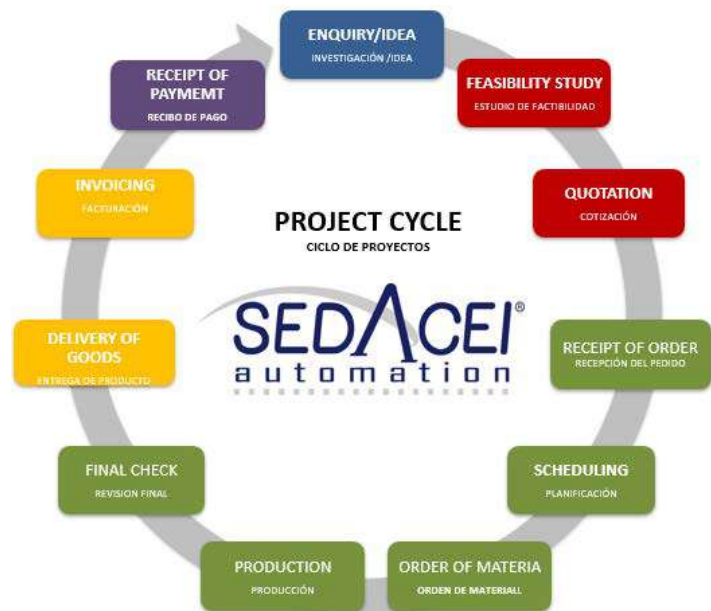 ENQUIRY/IDEA
INVESTIGACIÓN /IDEA
FEASIBILITY STUDY
ESTUDIO DE FACTIBILIDAD
QUOTATION
COTIZACIÓN
RECEIPT OF ORDER
RECEPCIÓN DEL PEDIDO
SCHEDULING
PLANIFICACIÓN
ORDER OF MATERIA
ORDEN DE MATERIALL
PRODUCTION
PRODUCCIÓN
FINAL CHECK
REVISION FINAL
DELIVERY OF
GOODS
ENTREGA DE PRODUCTO
INVOICING
FACTURACIÓN
RECEIPT OF
PAYMEMT
RECIBO DE PAGO
PROJECT CYCLE
CICLO DE PROYECTOS
SEDACEI®
automation